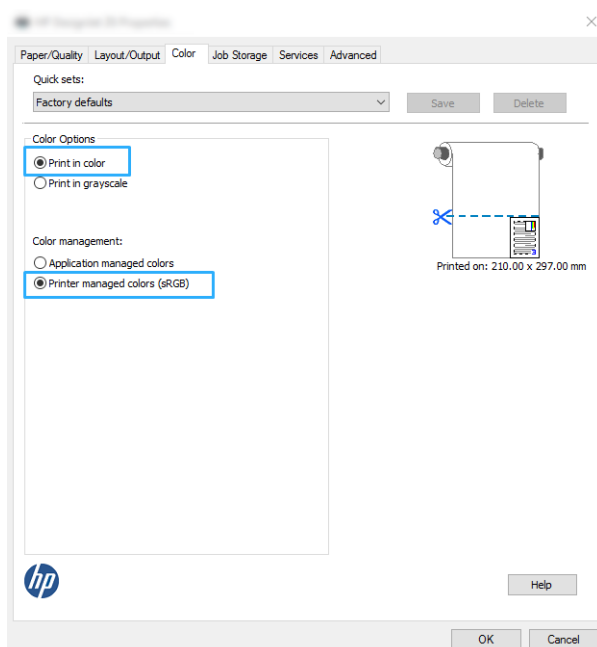 Paper/Quality Layout/Output Color Job Storage Services Advanced
Quick sets:
Factory defaults
Save Delete
Color Options
Print in color
Print in grayscale
Color management:
Application managed colors
Printer managed colors (sRGB)
Printed on: 210.00 x 297.00 mm
hp
Help
OK Cancel